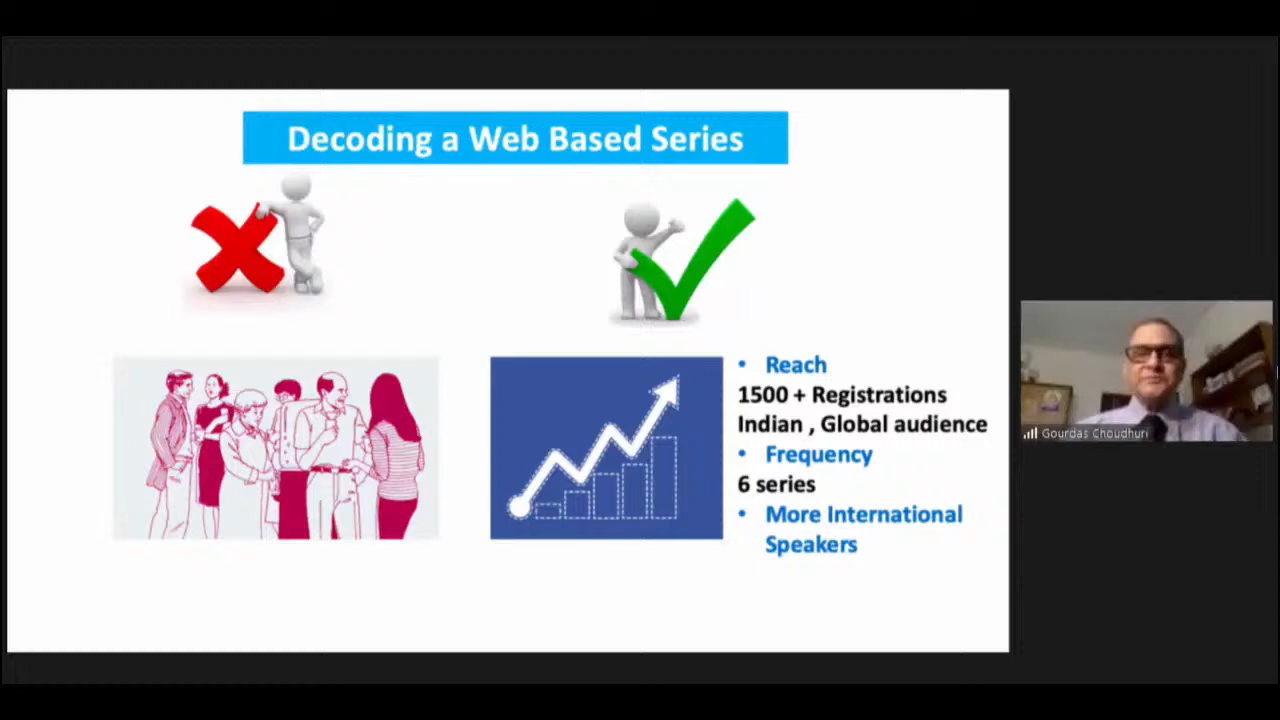 Decoding a Web Based Series
• Reach
1500 + Registrations
Indian , Global audience
• Frequency
6 series
• More International
Speakers
Gourdas Choudhuri